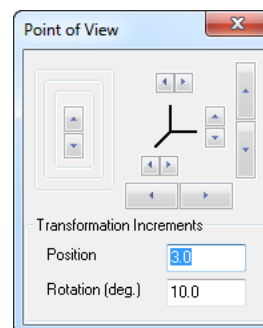 Point of View
Transformation Increments
Position 3.0
Rotation (deg.) 10.0